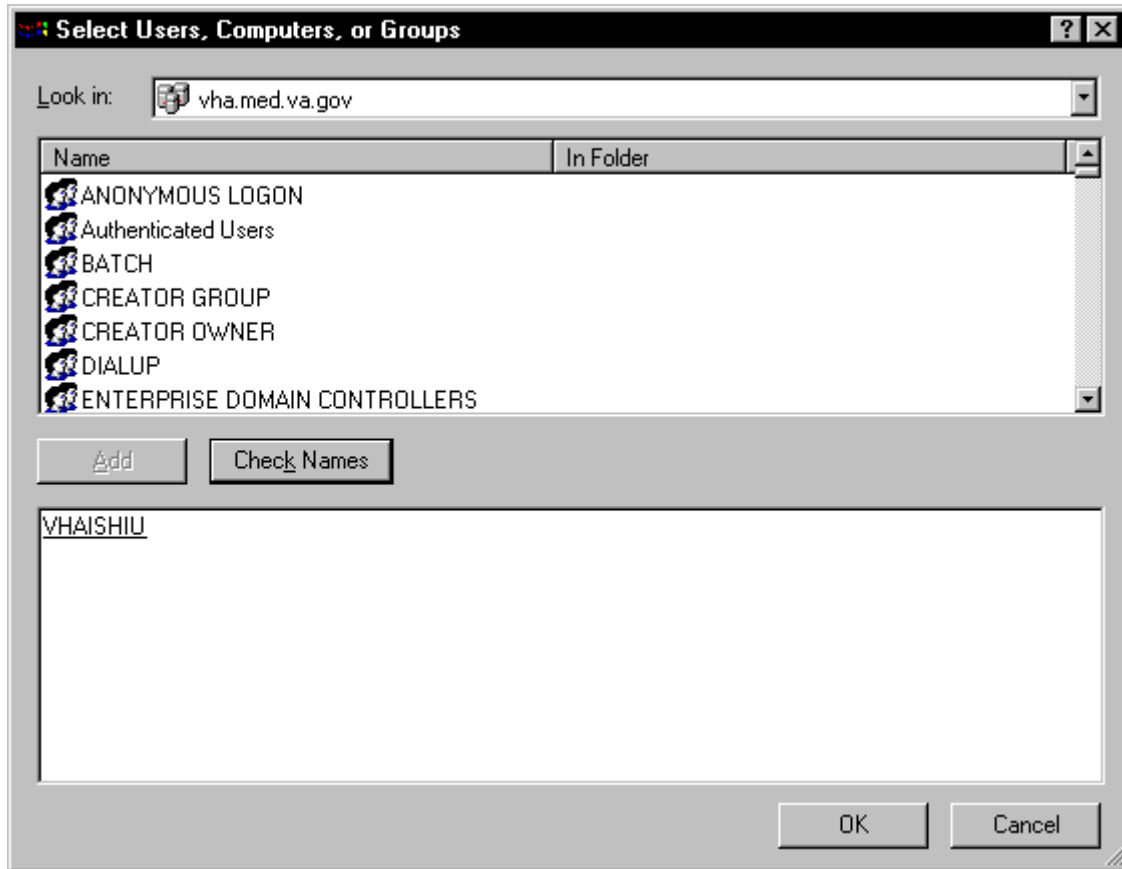 Select Users, Computers, or Groups
Look in: vha.med.va.gov
Name In Folder
ANONYMOUS LOGON
Authenticated Users
BATCH
CREATOR GROUP
CREATOR OWNER
DIALUP
ENTERPRISE DOMAIN CONTROLLERS
Add Check Names
VHAISHIU
OK Cancel